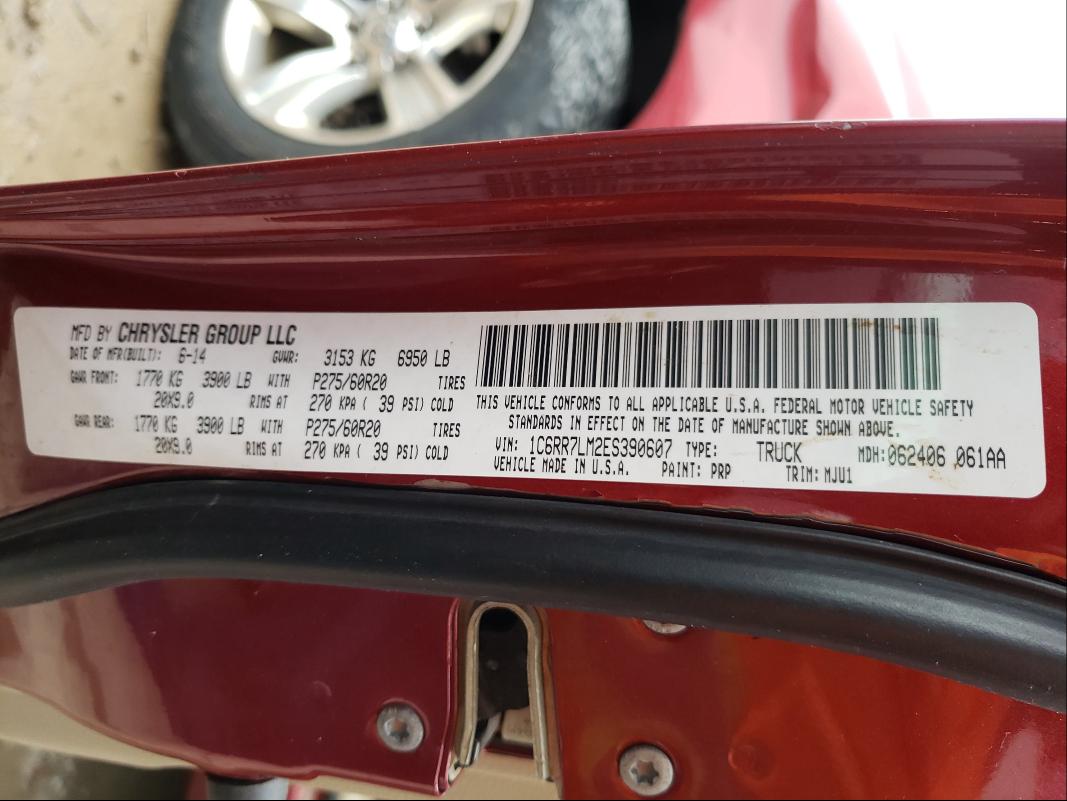 MFD BY CHRYSLER GROUP LLC
DATE OF MFR(BUILT): 6-14 GVWR: 3153 KG 6950 LB
GAWR FRONT: 1770 KG 3900 LB WITH P275/60R20 TIRES
20X9.0 RIMS AT 270 KPA ( 39 PSI) COLD
GAWR REAR: 1770 KG 3900 LB WITH P275/60R20 TIRES
20X9.0 RIMS AT 270 KPA ( 39 PSI) COLD
THIS VEHICLE CONFORMS TO ALL APPLICABLE U.S.A. FEDERAL MOTOR VEHICLE SAFETY
STANDARDS IN EFFECT ON THE DATE OF MANUFACTURE SHOWN ABOVE.
VIN: 1C6RR7LM2ES390607 TYPE: TRUCK MDH:062406 061AA
VEHICLE MADE IN U.S.A. PAINT: PRP TRIM: MJU1